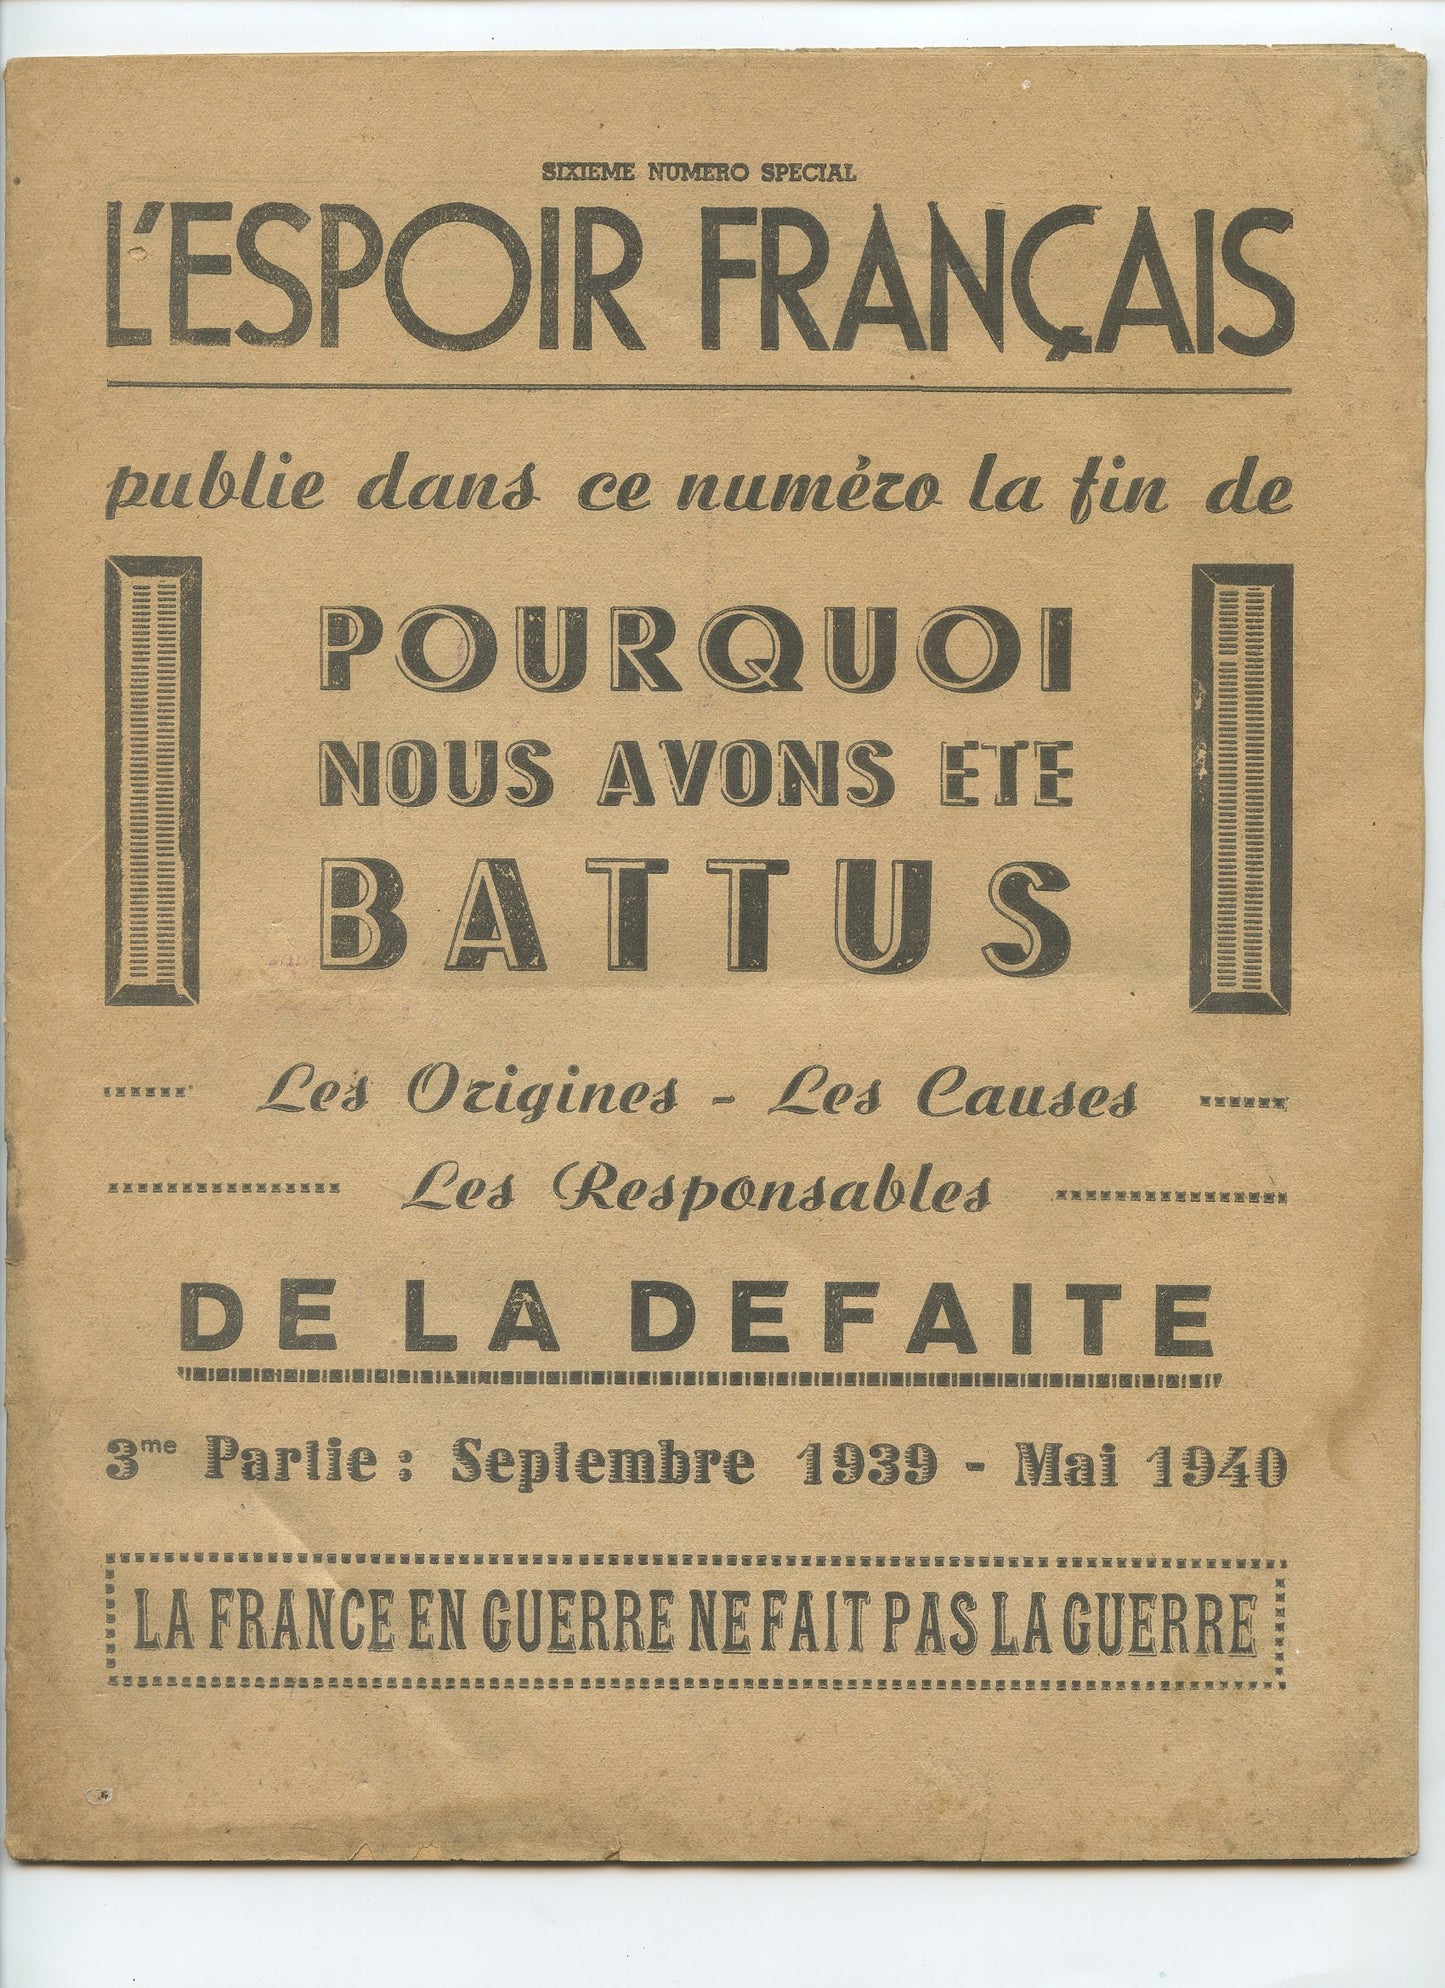 SIXIEME NUMERO SPECIAL
L'ESPOIR FRANÇAIS
publie dans ce numéro la fin de
POURQUOI
NOUS AVONS ETE
BATTUS
Les Origines - Les Causes
Les Responsables
DE LA DEFAITE
3me Partie : Septembre 1939 - Mai 1940
LA FRANCE EN GUERRE NE FAIT PAS LA GUERRE